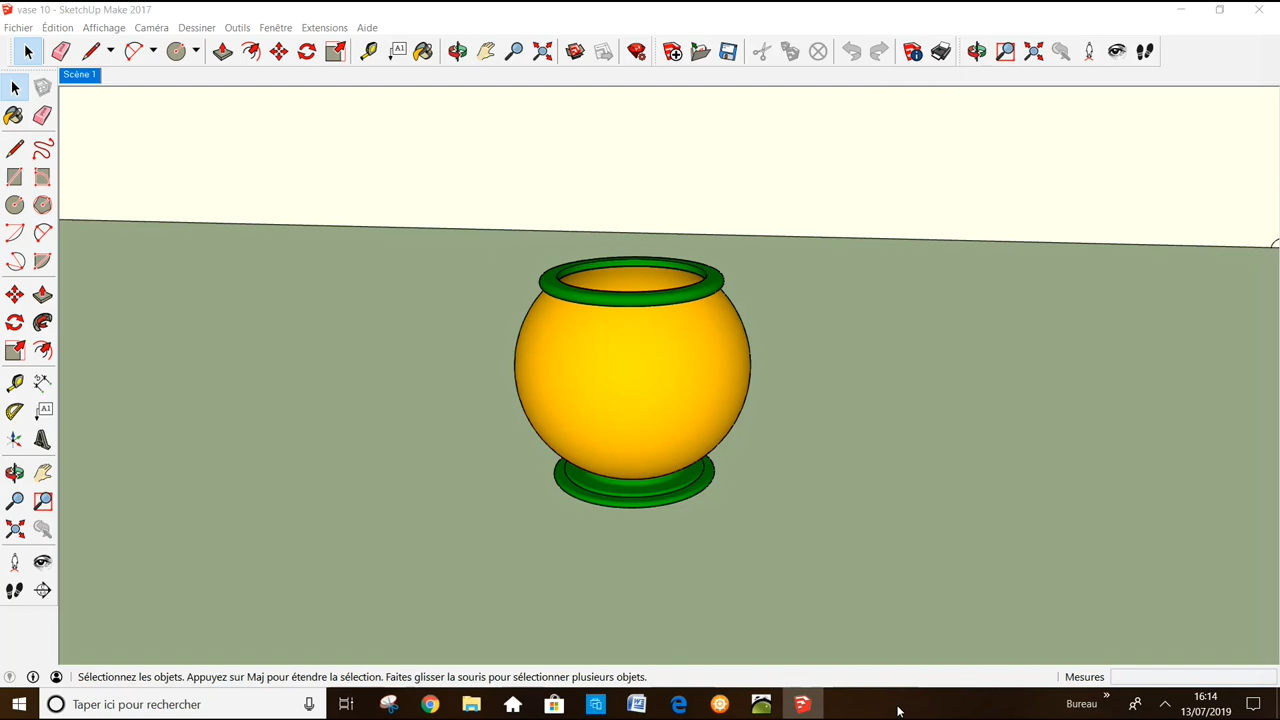 vase 10 - SketchUp Make 2017
Fichier Édition Affichage Caméra Dessiner Outils Fenêtre Extensions Aide
A1
Scène 1
A1
Sélectionnez les objets. Appuyez sur Maj pour étendre la sélection. Faites glisser la souris pour sélectionner plusieurs objets.
Mesures
Taper ici pour rechercher
Bureau
16:14
13/07/2019